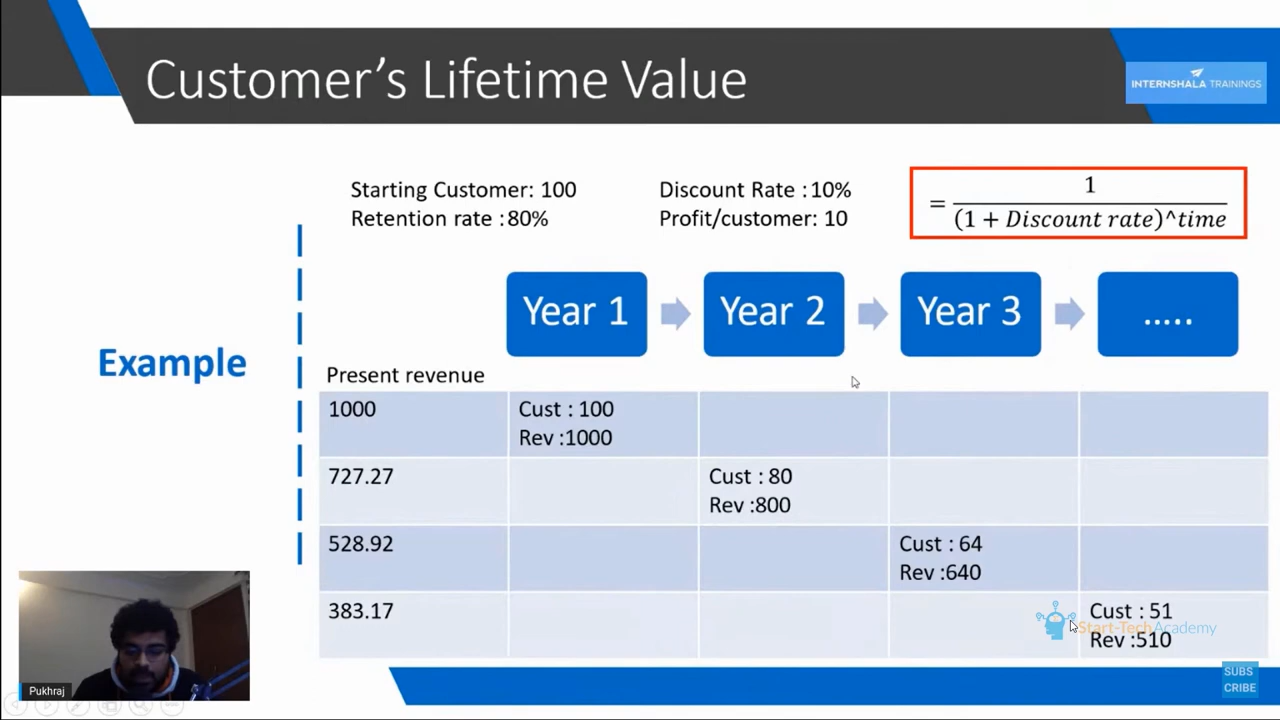 Customer's Lifetime Value
INTERNSHALA TRAININGS
Starting Customer: 100
Retention rate : 80%
Discount Rate : 10%
Profit/customer: 10
= 1 / (1 + Discount rate)^time
Example
Year 1
Year 2
Year 3
.....
Present revenue
1000
Cust : 100
Rev :1000
727.27
Cust : 80
Rev :800
528.92
Cust : 64
Rev :640
383.17
Cust : 51
Rev :510
Start-Tech Academy
Pukhraj
SUBS
CRIBE